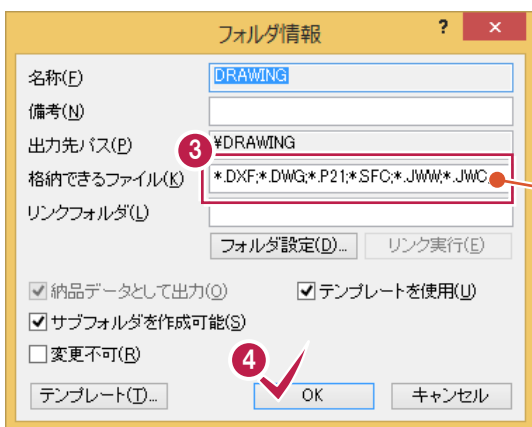 フォルダ情報 ? ×
名称(F) DRAWING
備考(N)
出力先パス(P) ¥DRAWING
3
格納できるファイル(K) *.DXF;*.DWG;*.P21;*.SFC;*.JWW;*.JWC
リンクフォルダ(L)
フォルダ設定(D)... リンク実行(E)
納品データとして出力(O) テンプレートを使用(U)
サブフォルダを作成可能(S)
変更不可(R)
4
テンプレート(T)... OK キャンセル